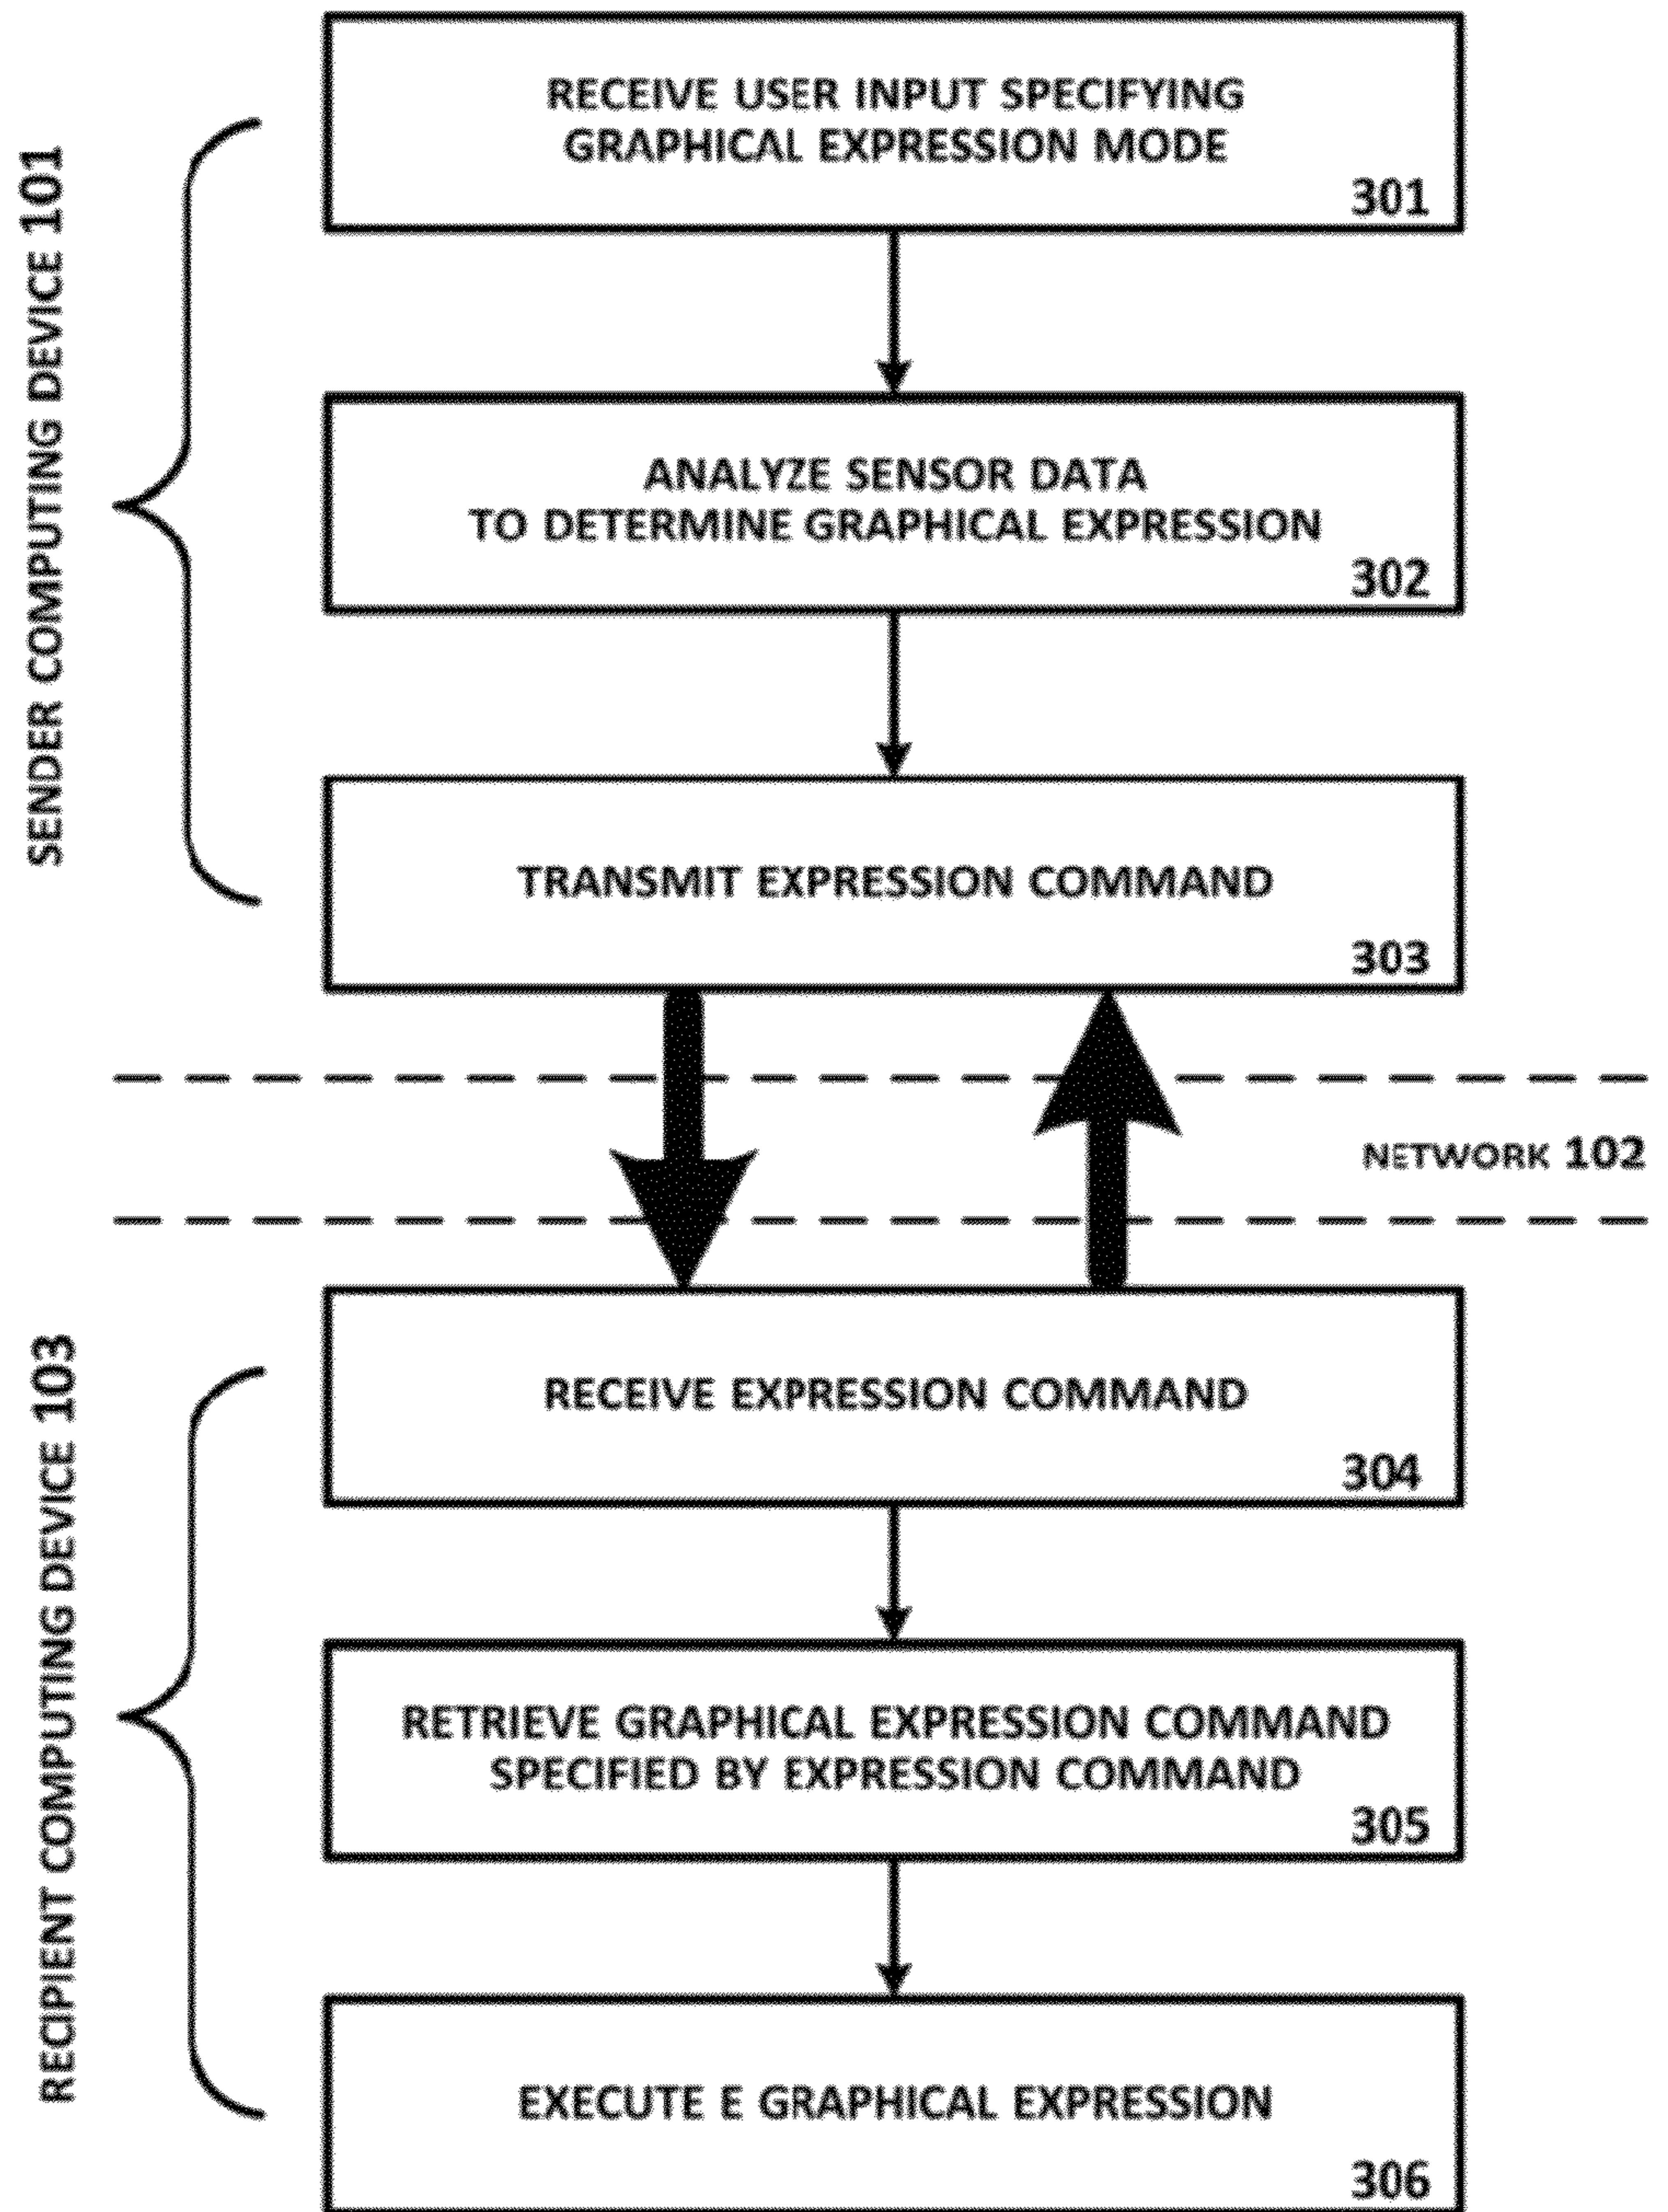 SENDER COMPUTING DEVICE 101
RECEIVE USER INPUT SPECIFYING
GRAPHICAL EXPRESSION MODE
301
ANALYZE SENSOR DATA
TO DETERMINE GRAPHICAL EXPRESSION
302
TRANSMIT EXPRESSION COMMAND
303
NETWORK 102
RECIPIENT COMPUTING DEVICE 103
RECEIVE EXPRESSION COMMAND
304
RETRIEVE GRAPHICAL EXPRESSION COMMAND
SPECIFIED BY EXPRESSION COMMAND
305
EXECUTE E GRAPHICAL EXPRESSION
306